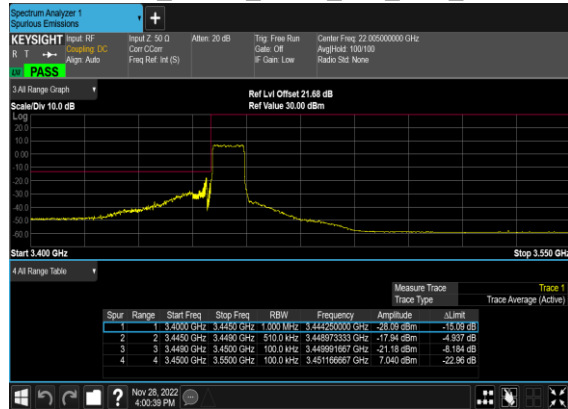 Spectrum Analyzer 1
Spurious Emissions
+
KEYSIGHT Input: RF Input Z: 50 Ω Atten: 20 dB Trig: Free Run Center Freq: 22.005000000 GHz
R T Coupling: DC Corr CCorr Gate: Off Avg|Hold: 100/100
Align: Auto Freq Ref: Int (S) IF Gain: Low Radio Std: None
PASS
3 All Range Graph
Ref Lvl Offset 21.68 dB
Scale/Div 10.0 dB Ref Value 30.00 dBm
Log
20.0
10.0
0.00
-10.0
-20.0
-30.0
-40.0
-50.0
-60.0
Start 3.400 GHz Stop 3.550 GHz
4 All Range Table
Measure Trace Trace 1
Trace Type Trace Average (Active)
Spur Range Start Freq Stop Freq RBW Frequency Amplitude ΔLimit
1 1 3.4000 GHz 3.4450 GHz 1.000 MHz 3.444250000 GHz -28.09 dBm -15.09 dB
2 2 3.4450 GHz 3.4490 GHz 510.0 kHz 3.448973333 GHz -17.94 dBm -4.937 dB
3 3 3.4490 GHz 3.4500 GHz 100.0 kHz 3.449991667 GHz -21.18 dBm -8.184 dB
4 4 3.4500 GHz 3.5500 GHz 100.0 kHz 3.451166667 GHz 7.040 dBm -22.96 dB
? Nov 28, 2022
4:00:39 PM